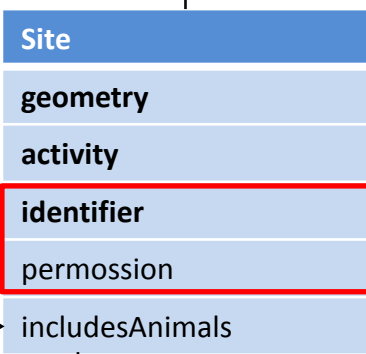 Site
geometry
activity
identifier
permossion
includesAnimals